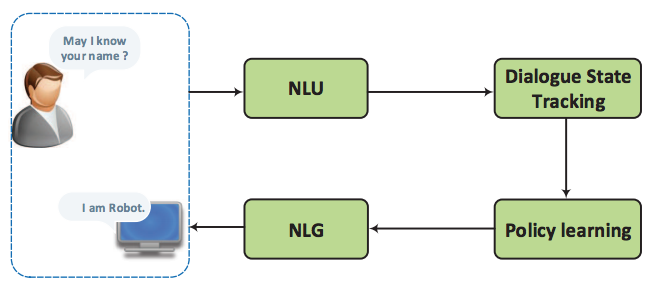 May I know
your name ?
NLU
Dialogue State
Tracking
I am Robot.
NLG
Policy learning